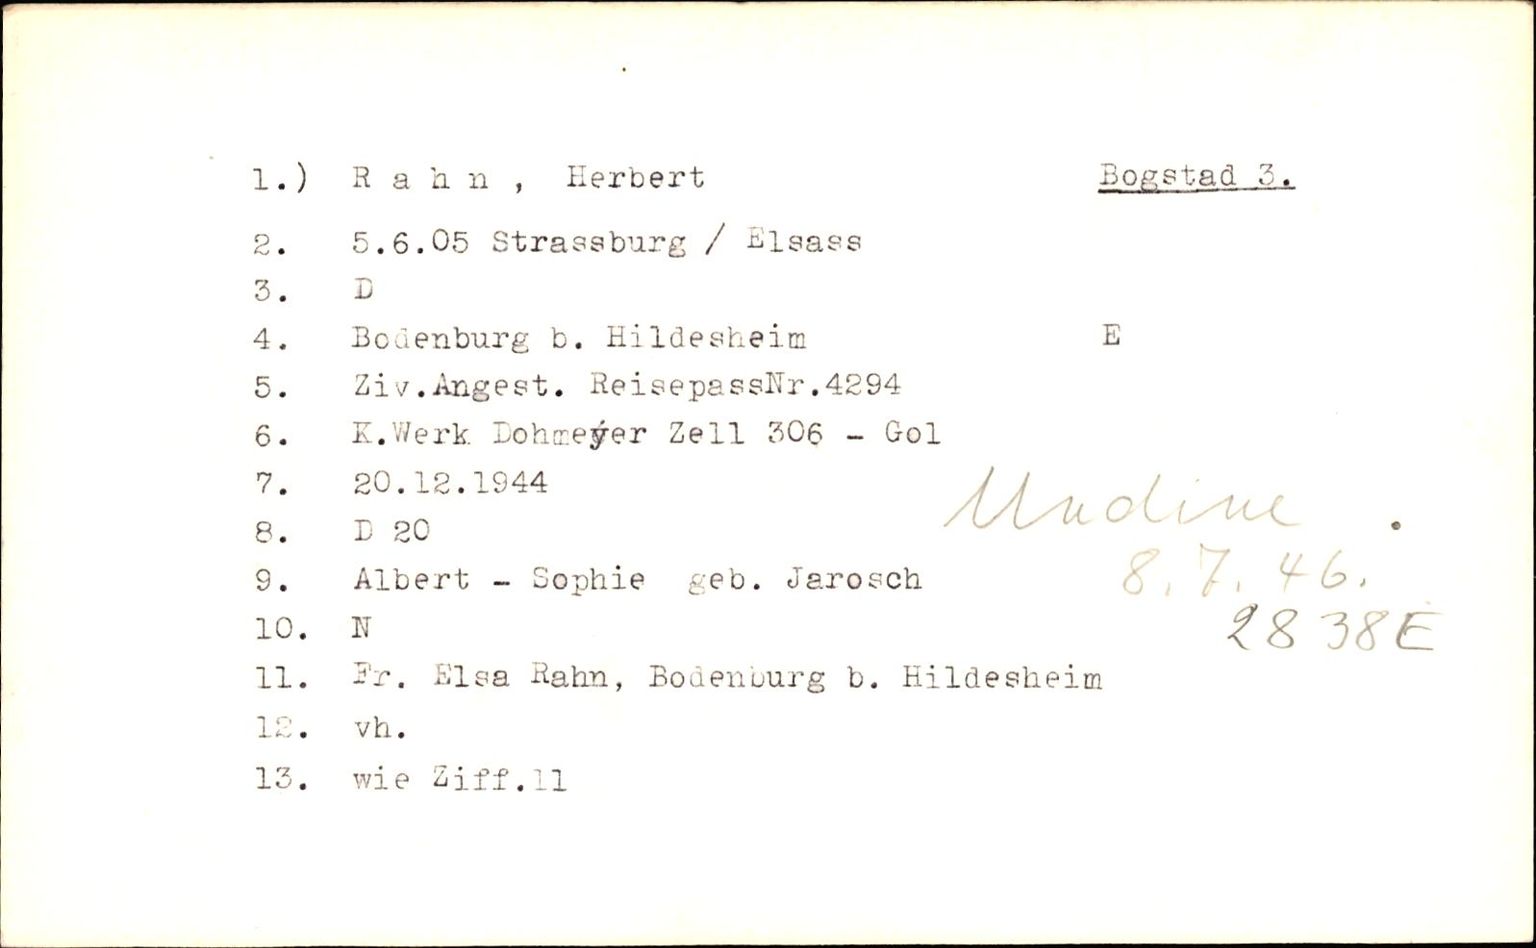 1.) R a h n , Herbert Bogstad 3.
2. 5.6.05 Strassburg / Elsass
3. D
4. Bodenburg b. Hildesheim E
5. Ziv.Angest. ReisepassNr.4294
6. K.Werk Dohmeyer Zell 306 - Gol
7. 20.12.1944
Undine .
8. D 20
9. Albert - Sophie geb. Jarosch 8.7.46.
10. N 2838E
11. Fr. Elsa Rahn, Bodenburg b. Hildesheim
12. vh.
13. wie Ziff.11